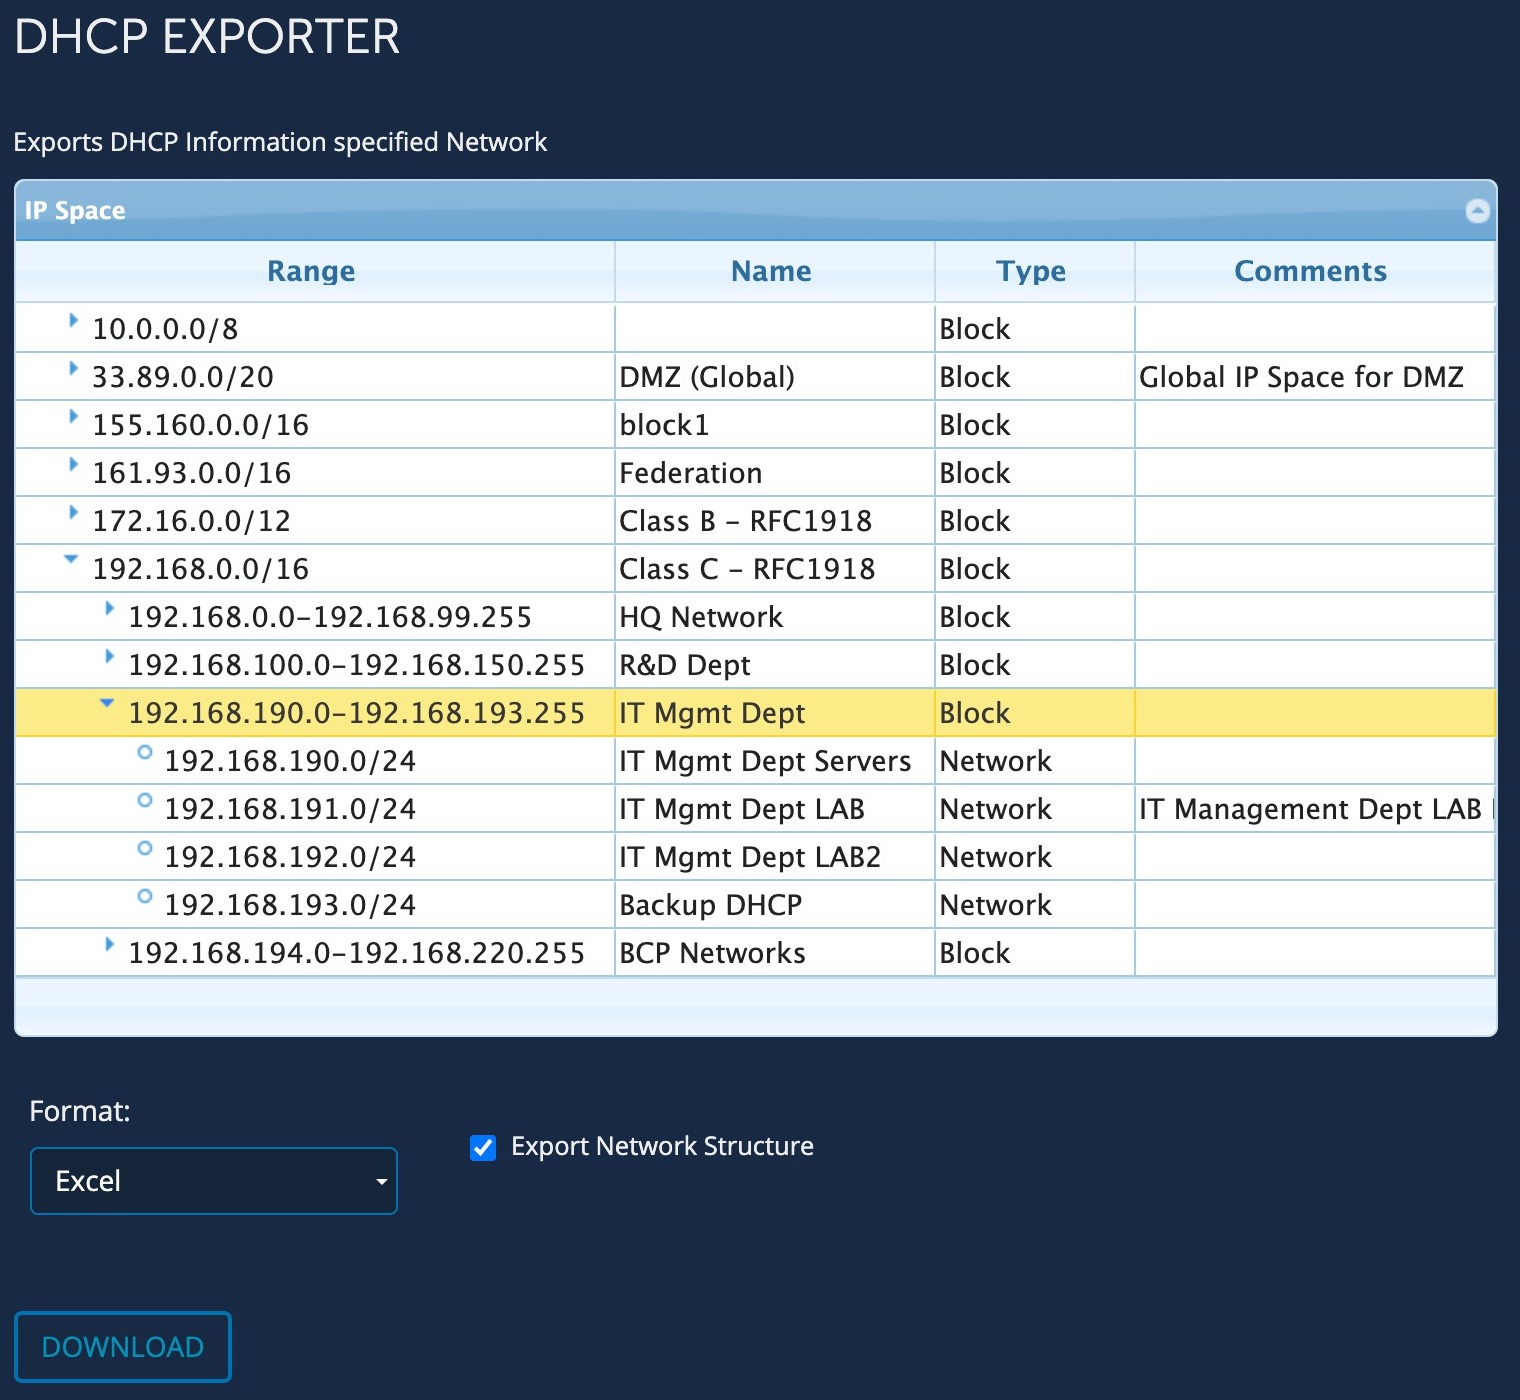 DHCP EXPORTER
Exports DHCP Information specified Network
IP Space
Range Name Type Comments
10.0.0.0/8 Block
33.89.0.0/20 DMZ (Global) Block Global IP Space for DMZ
155.160.0.0/16 block1 Block
161.93.0.0/16 Federation Block
172.16.0.0/12 Class B – RFC1918 Block
192.168.0.0/16 Class C – RFC1918 Block
192.168.0.0–192.168.99.255 HQ Network Block
192.168.100.0–192.168.150.255 R&D Dept Block
192.168.190.0–192.168.193.255 IT Mgmt Dept Block
192.168.190.0/24 IT Mgmt Dept Servers Network
192.168.191.0/24 IT Mgmt Dept LAB Network IT Management Dept LAB
192.168.192.0/24 IT Mgmt Dept LAB2 Network
192.168.193.0/24 Backup DHCP Network
192.168.194.0–192.168.220.255 BCP Networks Block
Format:
Export Network Structure
Excel
DOWNLOAD